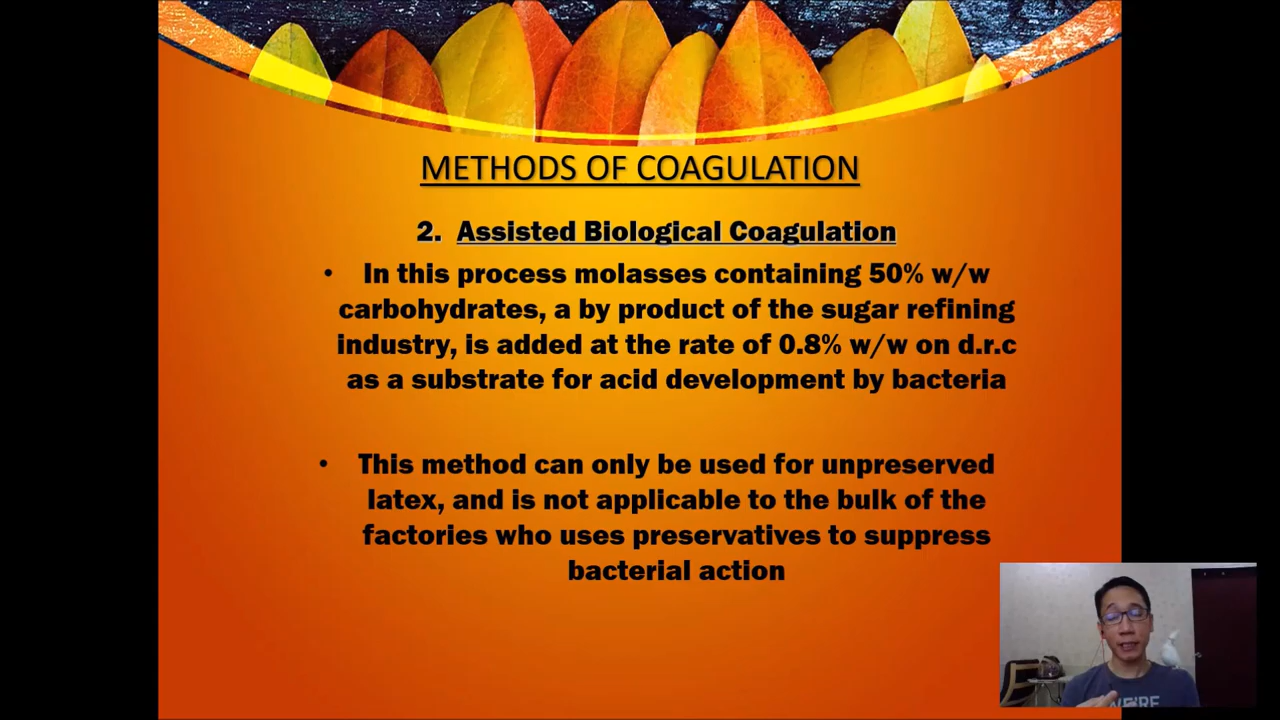 METHODS OF COAGULATION
2. Assisted Biological Coagulation
• In this process molasses containing 50% w/w
carbohydrates, a by product of the sugar refining
industry, is added at the rate of 0.8% w/w on d.r.c
as a substrate for acid development by bacteria
• This method can only be used for unpreserved
latex, and is not applicable to the bulk of the
factories who uses preservatives to suppress
bacterial action